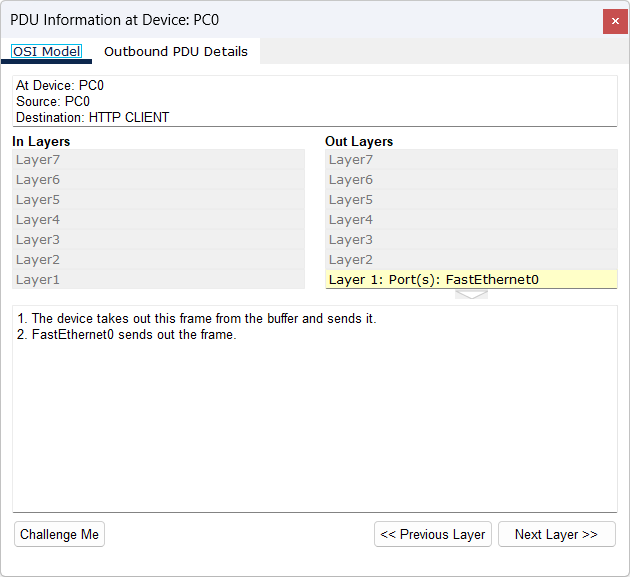 PDU Information at Device: PC0
OSI Model Outbound PDU Details
At Device: PC0
Source: PC0
Destination: HTTP CLIENT
In Layers Out Layers
Layer7 Layer7
Layer6 Layer6
Layer5 Layer5
Layer4 Layer4
Layer3 Layer3
Layer2 Layer2
Layer1 Layer 1: Port(s): FastEthernet0
1. The device takes out this frame from the buffer and sends it.
2. FastEthernet0 sends out the frame.
Challenge Me << Previous Layer Next Layer >>